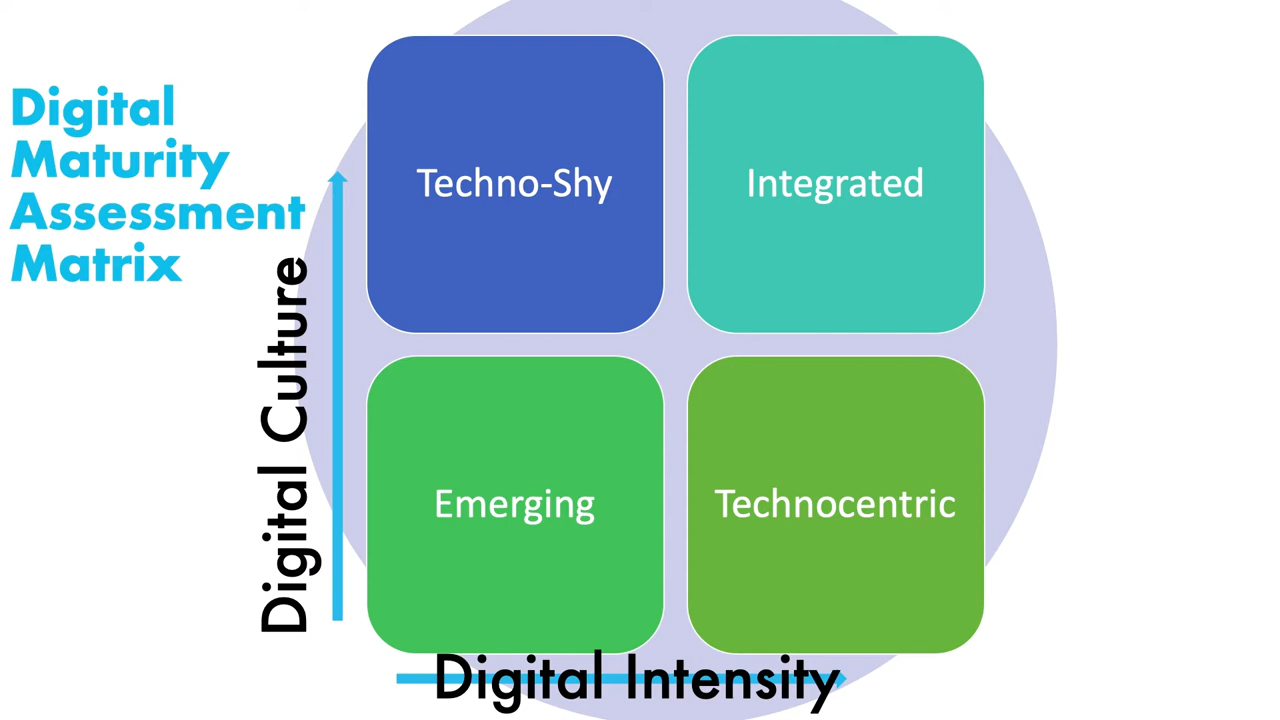 Digital
Maturity
Assessment
Matrix
Techno-Shy
Integrated
Digital Culture
Emerging
Technocentric
Digital Intensity